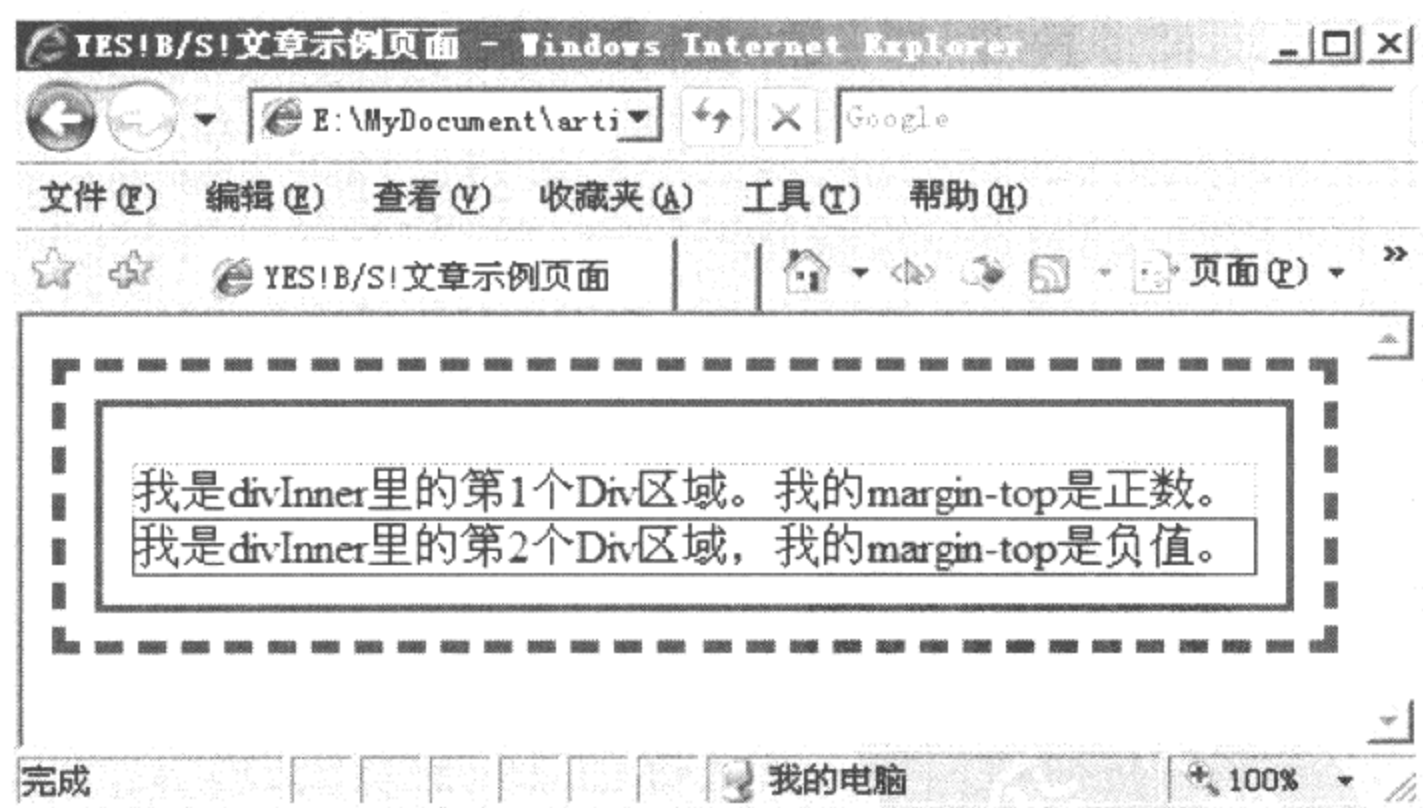 YES!B/S!文章示例页面 - Windows Internet Explorer
E:\MyDocument\arti
Google
文件(F) 编辑(E) 查看(V) 收藏夹(A) 工具(T) 帮助(H)
YES!B/S!文章示例页面
页面(P)
»
我是divInner里的第1个Div区域。我的margin-top是正数。
我是divInner里的第2个Div区域，我的margin-top是负值。
完成
我的电脑
100%